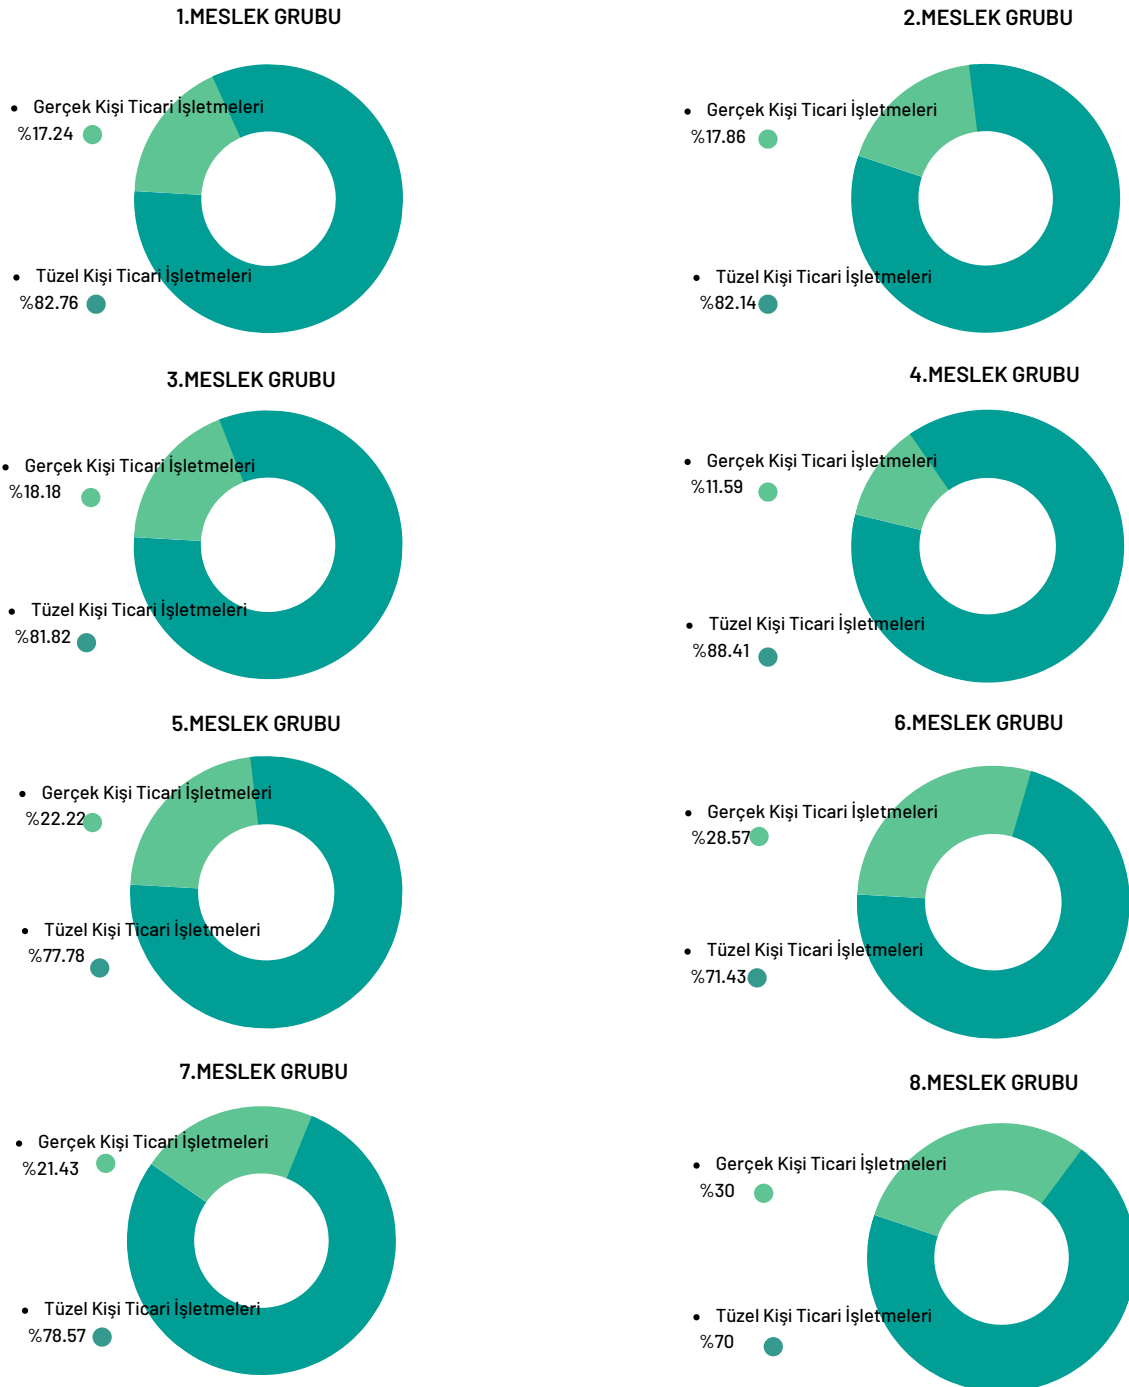 1.MESLEK GRUBU
• Gerçek Kişi Ticari İşletmeleri
%17.24
• Tüzel Kişi Ticari İşletmeleri
%82.76
2.MESLEK GRUBU
• Gerçek Kişi Ticari İşletmeleri
%17.86
• Tüzel Kişi Ticari İşletmeleri
%82.14
3.MESLEK GRUBU
• Gerçek Kişi Ticari İşletmeleri
%18.18
• Tüzel Kişi Ticari İşletmeleri
%81.82
4.MESLEK GRUBU
• Gerçek Kişi Ticari İşletmeleri
%11.59
• Tüzel Kişi Ticari İşletmeleri
%88.41
5.MESLEK GRUBU
• Gerçek Kişi Ticari İşletmeleri
%22.22
• Tüzel Kişi Ticari İşletmeleri
%77.78
6.MESLEK GRUBU
• Gerçek Kişi Ticari İşletmeleri
%28.57
• Tüzel Kişi Ticari İşletmeleri
%71.43
7.MESLEK GRUBU
• Gerçek Kişi Ticari İşletmeleri
%21.43
• Tüzel Kişi Ticari İşletmeleri
%78.57
8.MESLEK GRUBU
• Gerçek Kişi Ticari İşletmeleri
%30
• Tüzel Kişi Ticari İşletmeleri
%70